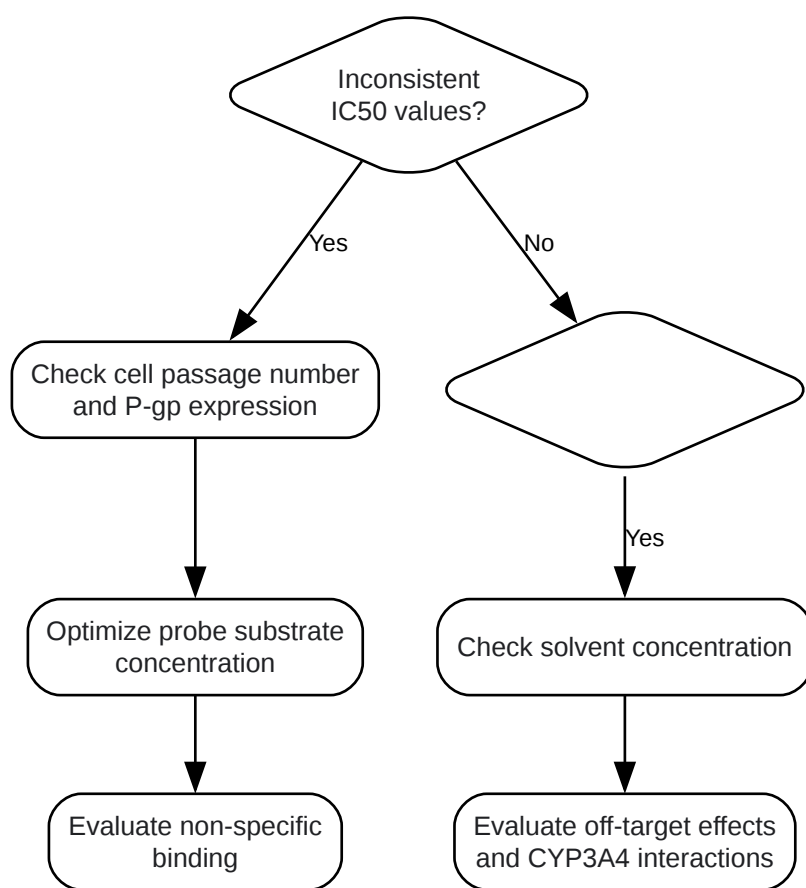 Inconsistent
IC50 values?
Yes
No
Check cell passage number
and P-gp expression
Yes
Optimize probe substrate
concentration
Check solvent concentration
Evaluate non-specific
binding
Evaluate off-target effects
and CYP3A4 interactions